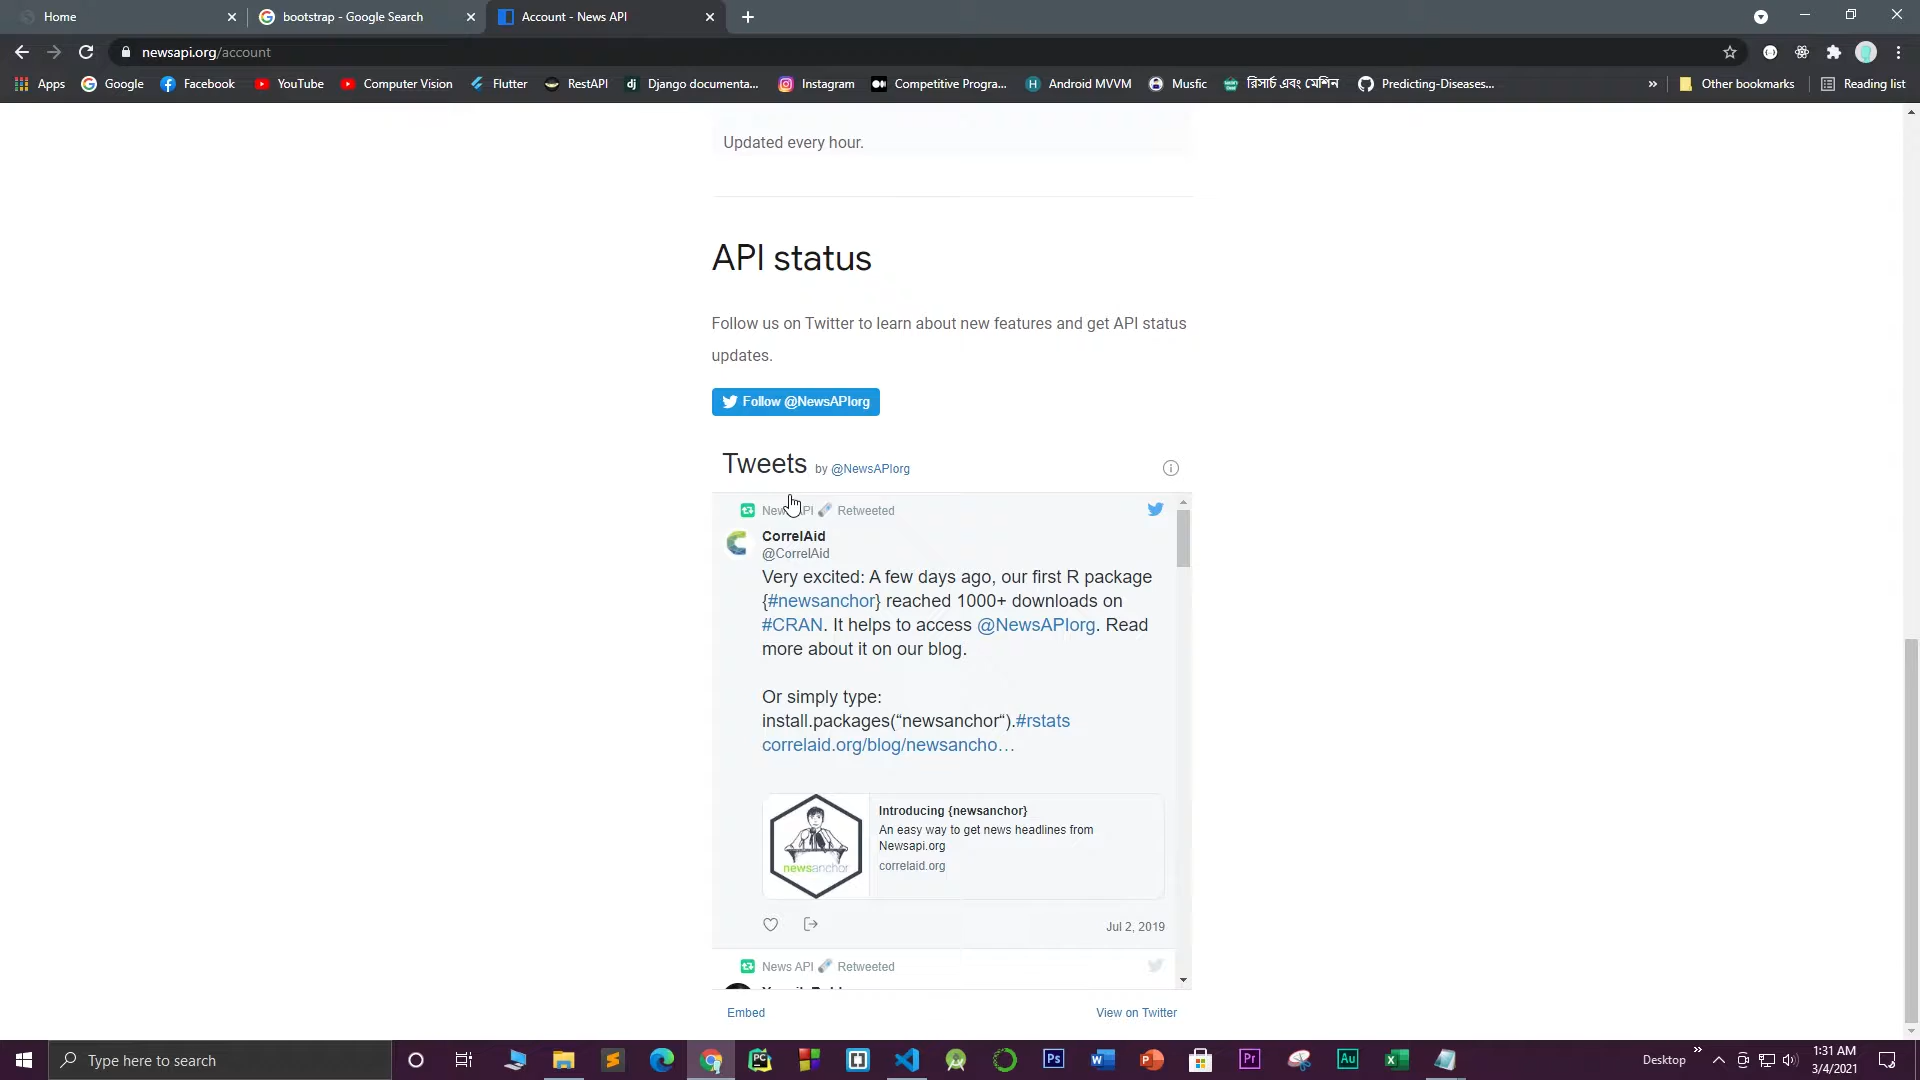 Home
bootstrap - Google Search
Account - News API
newsapi.org/account
Apps
Google
Facebook
YouTube
Computer Vision
Flutter
RestAPI
dj
Django documenta...
Instagram
Competitive Progra...
H
Android MVVM
Musfic
রিসার্চ এবং মেশিন
Predicting-Diseases...
»
Other bookmarks
Reading list
Updated every hour.
API status
Follow us on Twitter to learn about new features and get API status
updates.
Follow @NewsAPIorg
Tweets by @NewsAPIorg
News API Retweeted
CorrelAid
@CorrelAid
Very excited: A few days ago, our first R package
{#newsanchor} reached 1000+ downloads on
#CRAN. It helps to access @NewsAPIorg. Read
more about it on our blog.
Or simply type:
install.packages(“newsanchor“).#rstats
correlaid.org/blog/newsancho…
newsanchor
Introducing {newsanchor}
An easy way to get news headlines from
Newsapi.org
correlaid.org
Jul 2, 2019
News API Retweeted
Embed
View on Twitter
Type here to search
PC
Ps
W
P
Pr
Au
X
Desktop
»
1:31 AM
3/4/2021